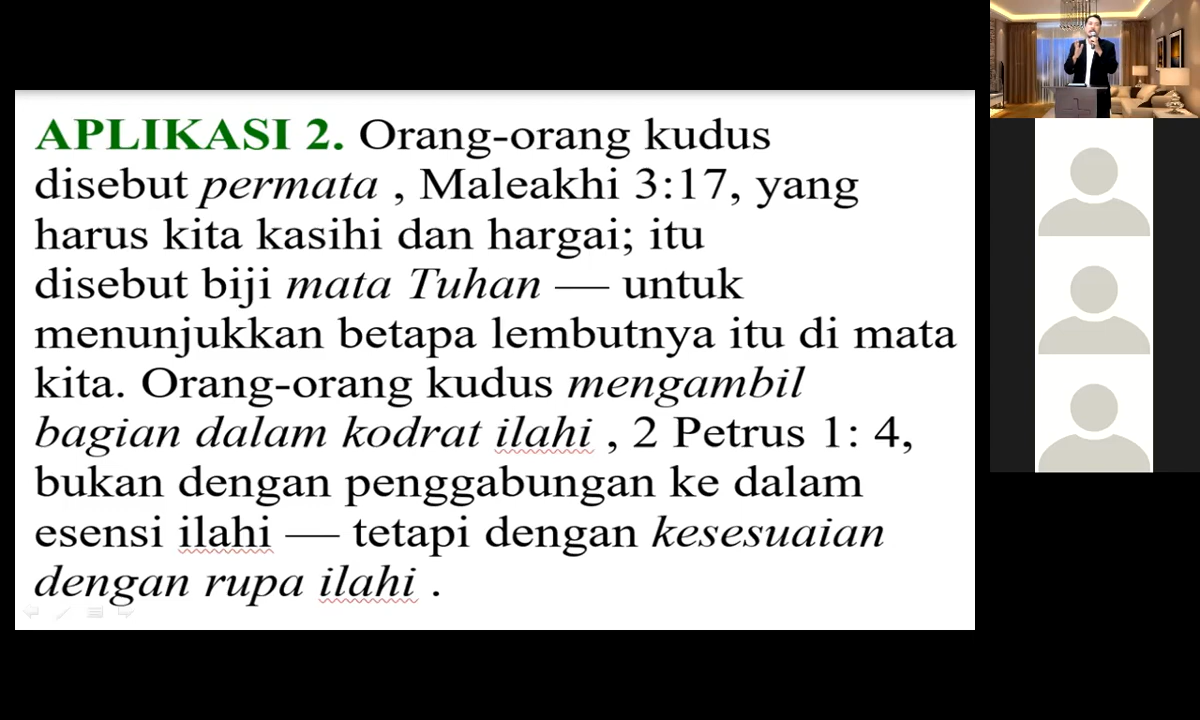 APLIKASI 2. Orang-orang kudus
disebut permata , Maleakhi 3:17, yang
harus kita kasihi dan hargai; itu
disebut biji mata Tuhan — untuk
menunjukkan betapa lembutnya itu di mata
kita. Orang-orang kudus mengambil
bagian dalam kodrat ilahi , 2 Petrus 1: 4,
bukan dengan penggabungan ke dalam
esensi ilahi — tetapi dengan kesesuaian
dengan rupa ilahi .